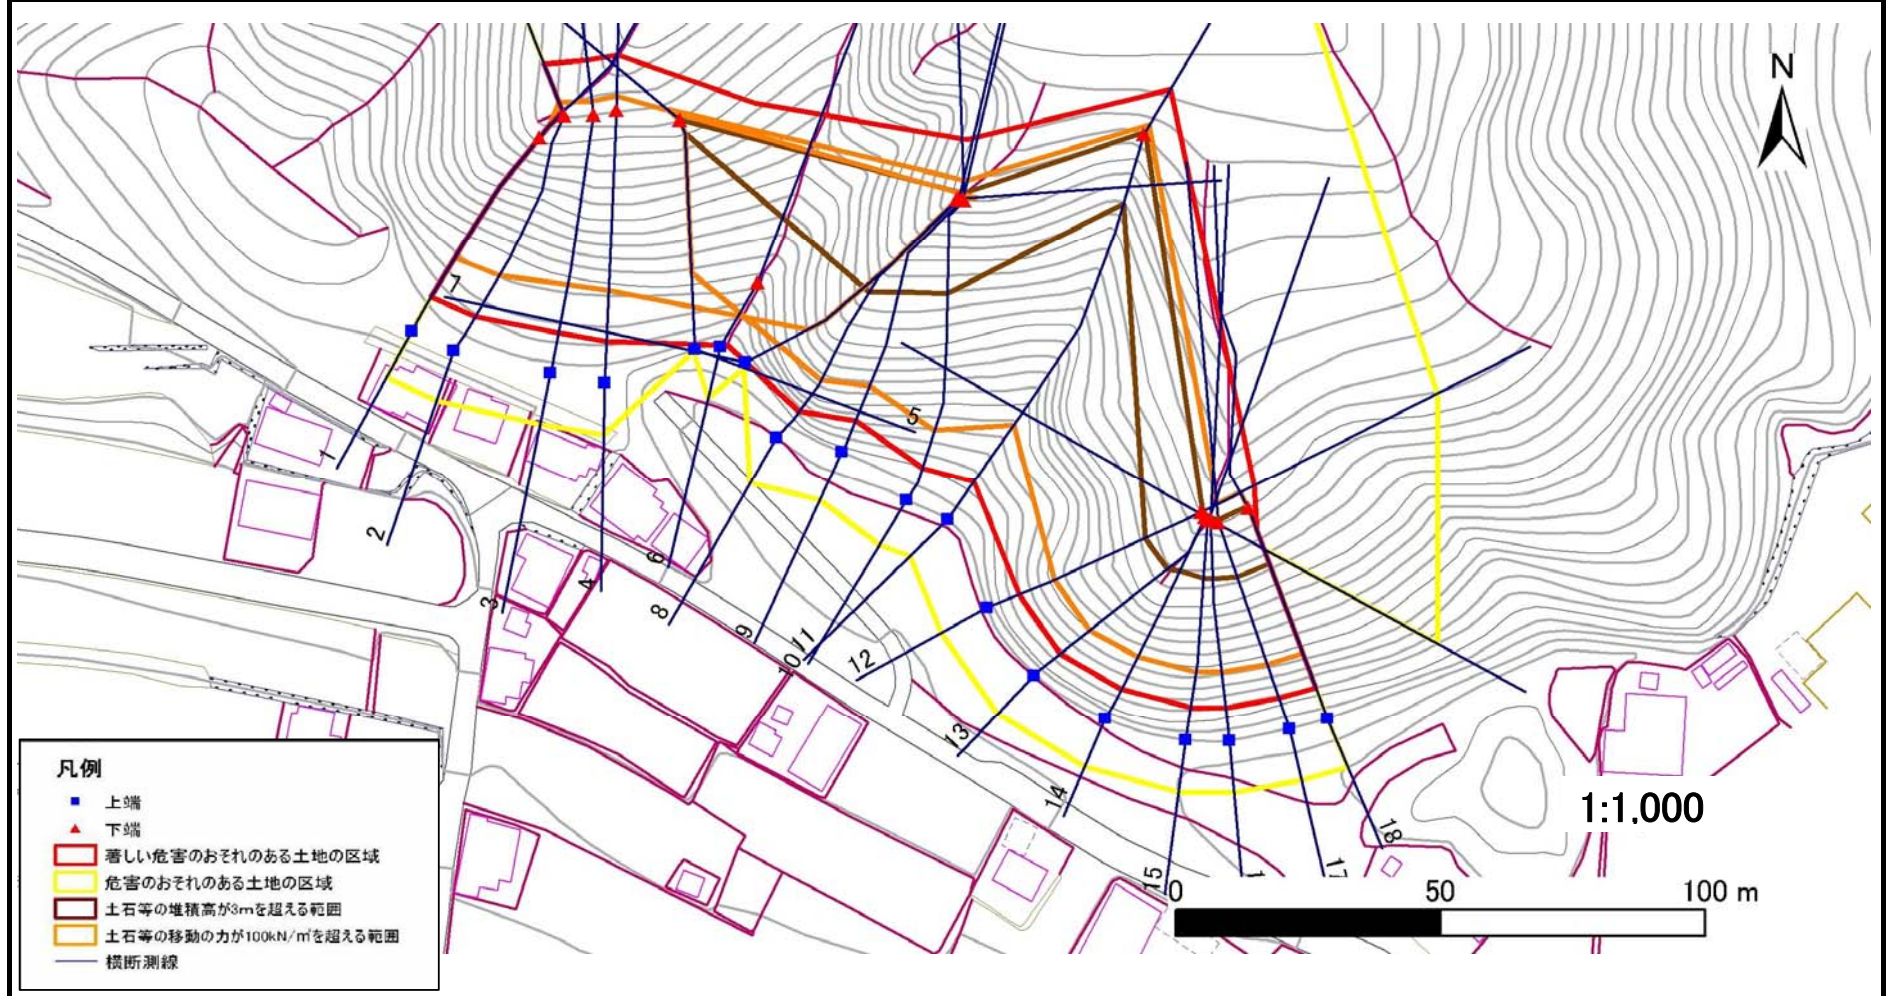 N
7
5
1
2
3
4
6
8
9
10
11
12
13
14
15
1
17
18
凡例
上端
下端
著しい危害のおそれのある土地の区域
危害のおそれのある土地の区域
土石等の堆積高が3mを超える範囲
土石等の移動の力が100kN/㎡を超える範囲
横断測線
1:1,000
0 50 100 m